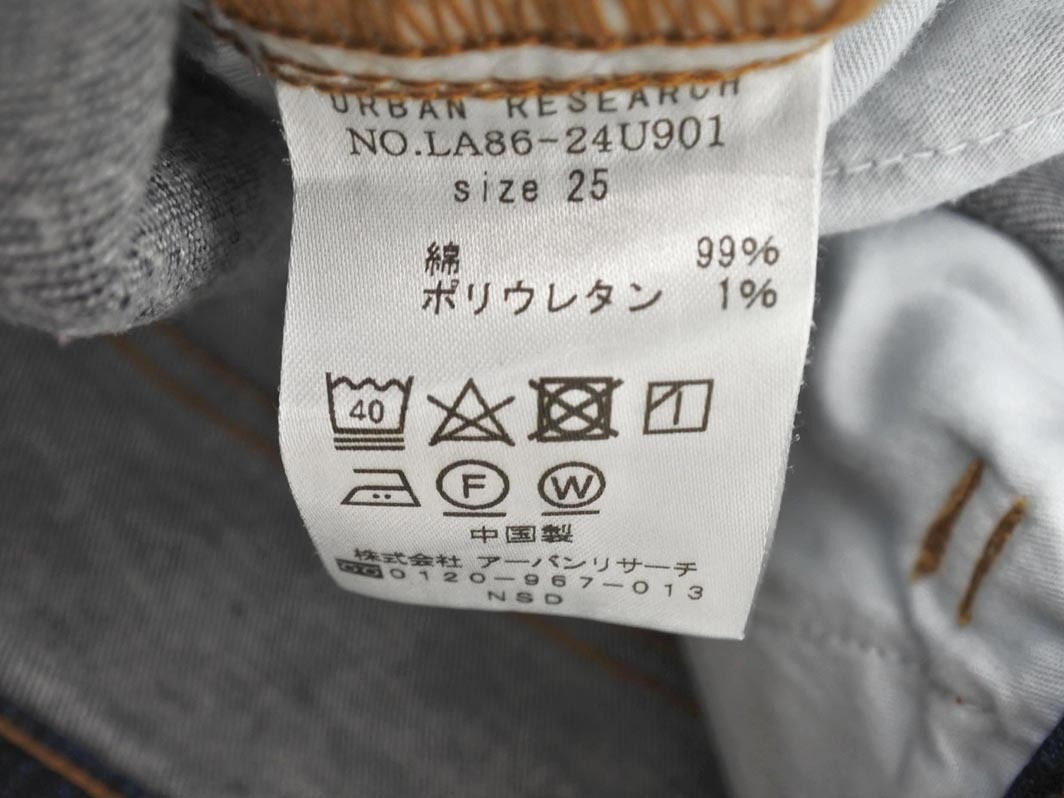 URBAN RESEARCH
NO.LA86-24U901
size 25
綿 99%
ポリウレタン 1%
40
F W
中国製
株式会社 アーバンリサーチ
0120-967-013
NSD